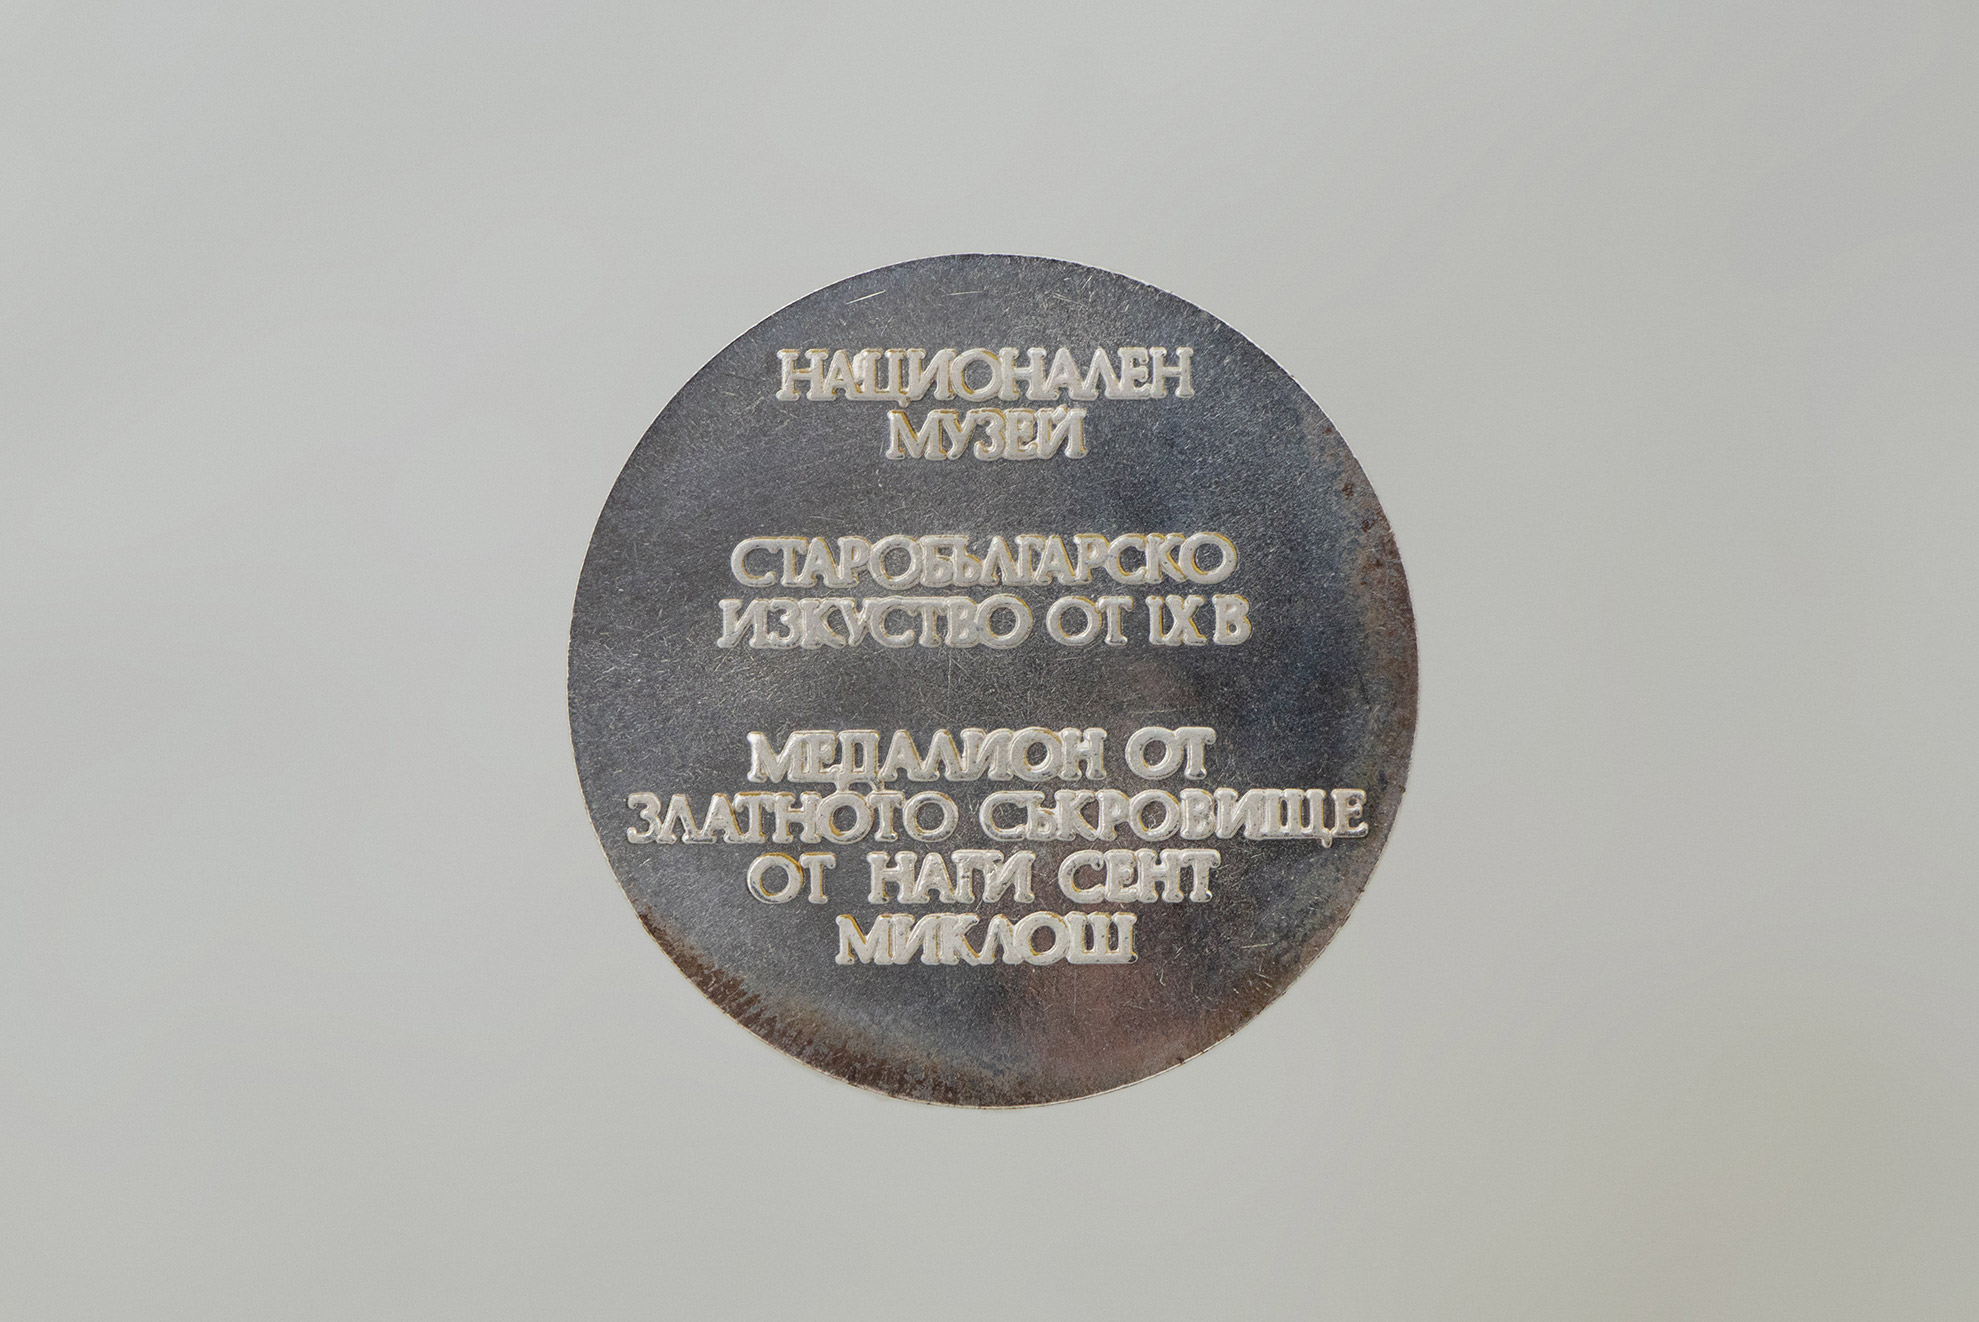 НАЦИОНАЛЕН
МУЗЕЙ
СТАРОБЪЛГАРСКО
ИЗКУСТВО ОТ IX В
МЕДАЛИОН ОТ
ЗЛАТНОТО СЪКРОВИЩЕ
ОТ НАГИ СЕНТ
МИКЛОШ